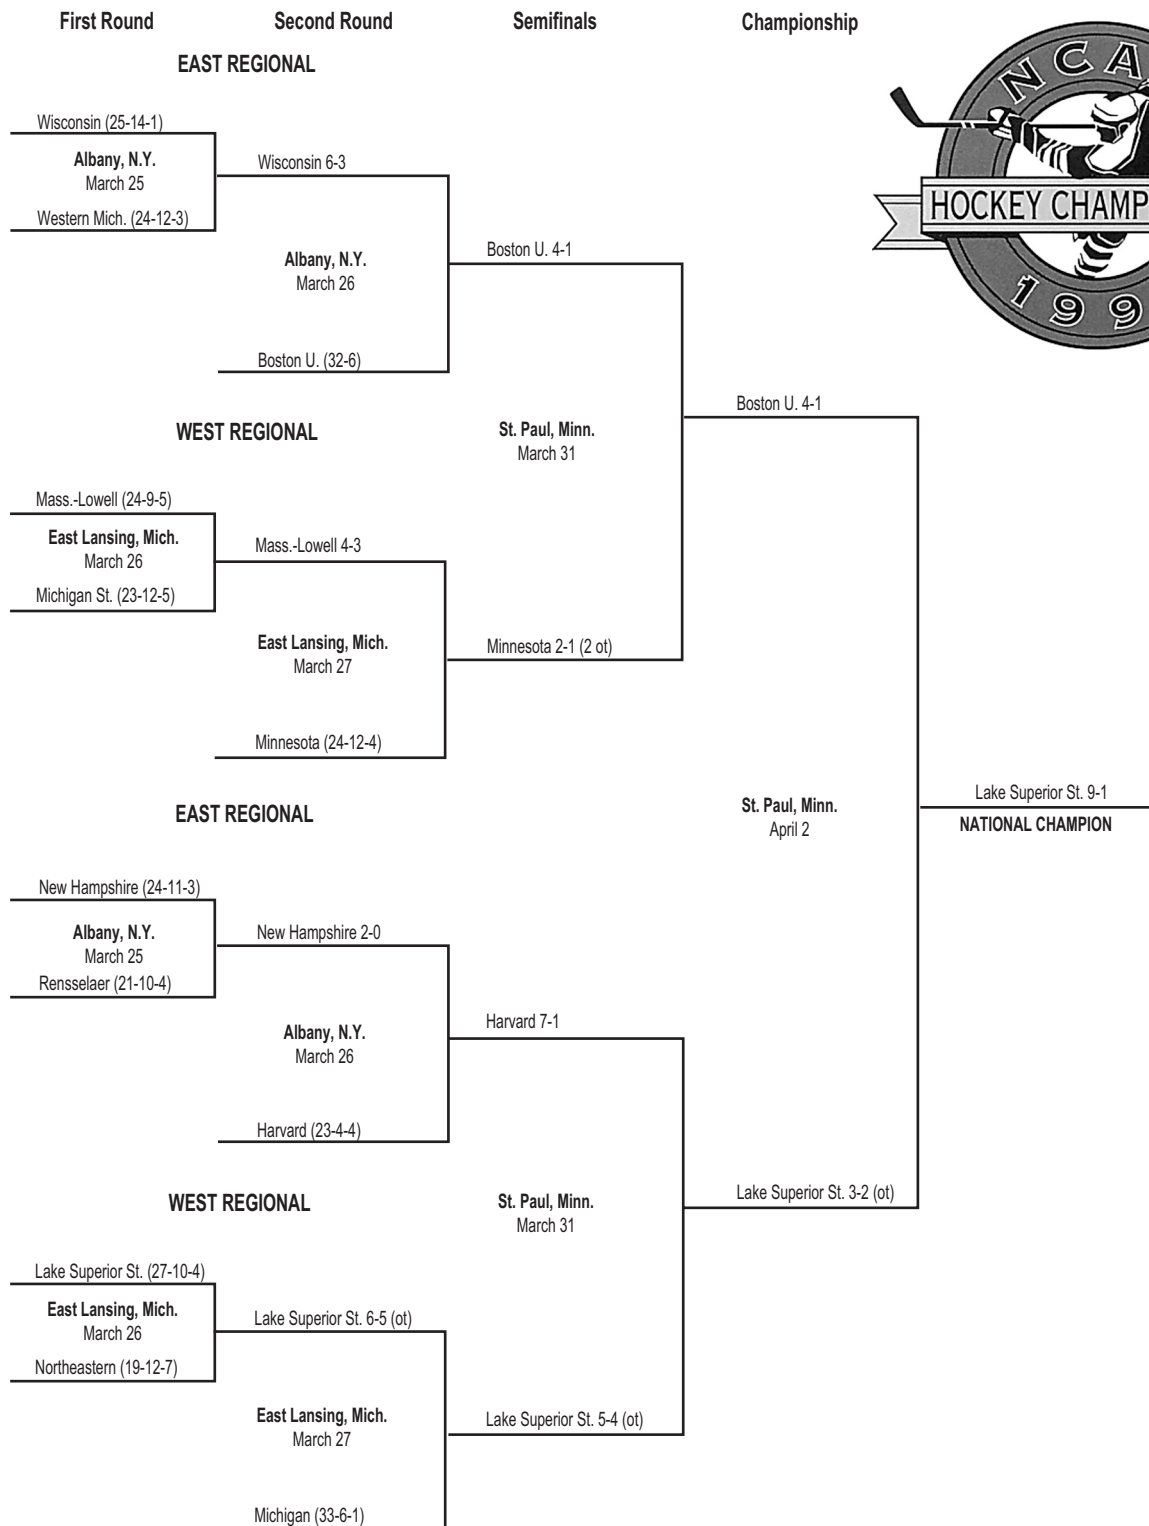 First Round Second Round Semifinals Championship
EAST REGIONAL
Wisconsin (25-14-1)
Albany, N.Y.
March 25
Western Mich. (24-12-3)
Wisconsin 6-3
Albany, N.Y.
March 26
Boston U. (32-6)
Boston U. 4-1
NCA
HOCKEY CHAMP
199
WEST REGIONAL
Mass.-Lowell (24-9-5)
East Lansing, Mich.
March 26
Michigan St. (23-12-5)
Mass.-Lowell 4-3
East Lansing, Mich.
March 27
Minnesota (24-12-4)
Minnesota 2-1 (2 ot)
St. Paul, Minn.
March 31
Boston U. 4-1
EAST REGIONAL
New Hampshire (24-11-3)
Albany, N.Y.
March 25
Rensselaer (21-10-4)
New Hampshire 2-0
Albany, N.Y.
March 26
Harvard (23-4-4)
Harvard 7-1
WEST REGIONAL
Lake Superior St. (27-10-4)
East Lansing, Mich.
March 26
Northeastern (19-12-7)
Lake Superior St. 6-5 (ot)
East Lansing, Mich.
March 27
Michigan (33-6-1)
Lake Superior St. 5-4 (ot)
St. Paul, Minn.
March 31
Lake Superior St. 3-2 (ot)
St. Paul, Minn.
April 2
Lake Superior St. 9-1
NATIONAL CHAMPION